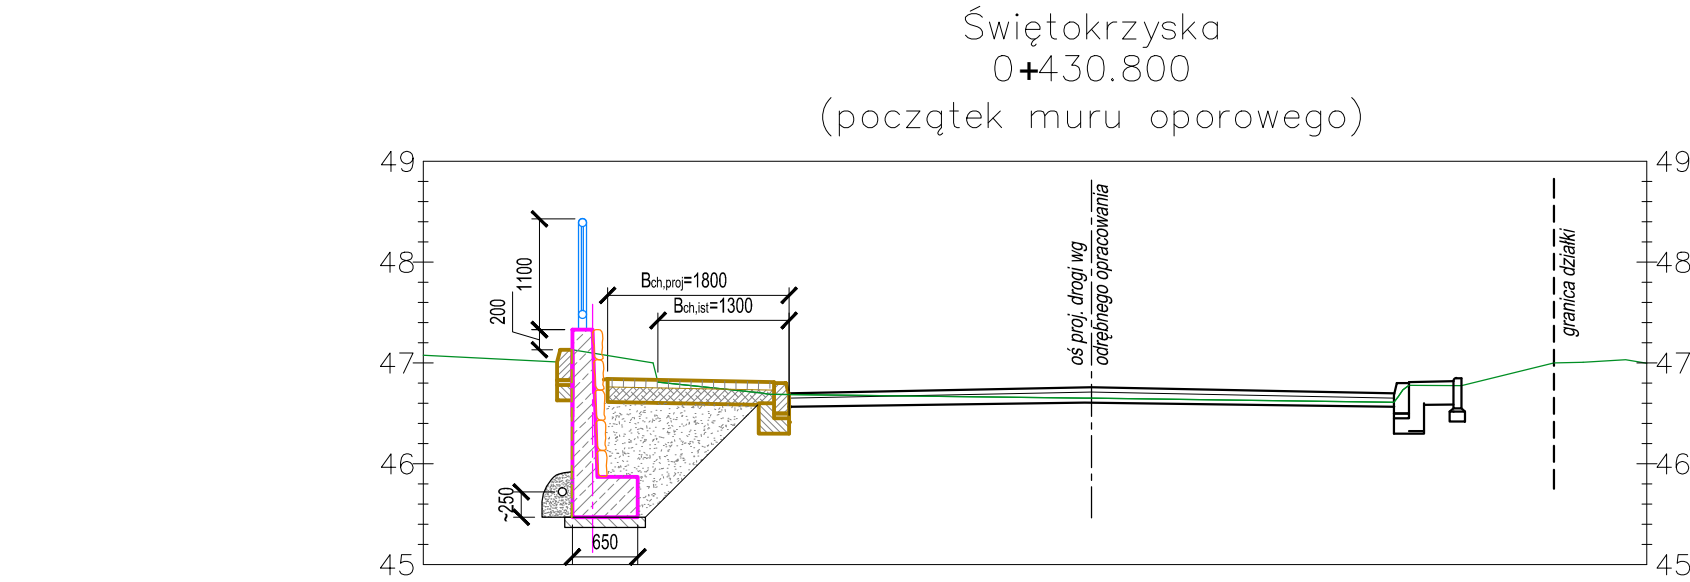 Świętokrzyska
0+430.800
(początek muru oporowego)
49
49
48
48
47
47
46
46
45
45
1100
200
Bch,proj=1800
Bch,ist=1300
oś proj. drogi wg
odrębnego opracowania
granica działki
~250
650